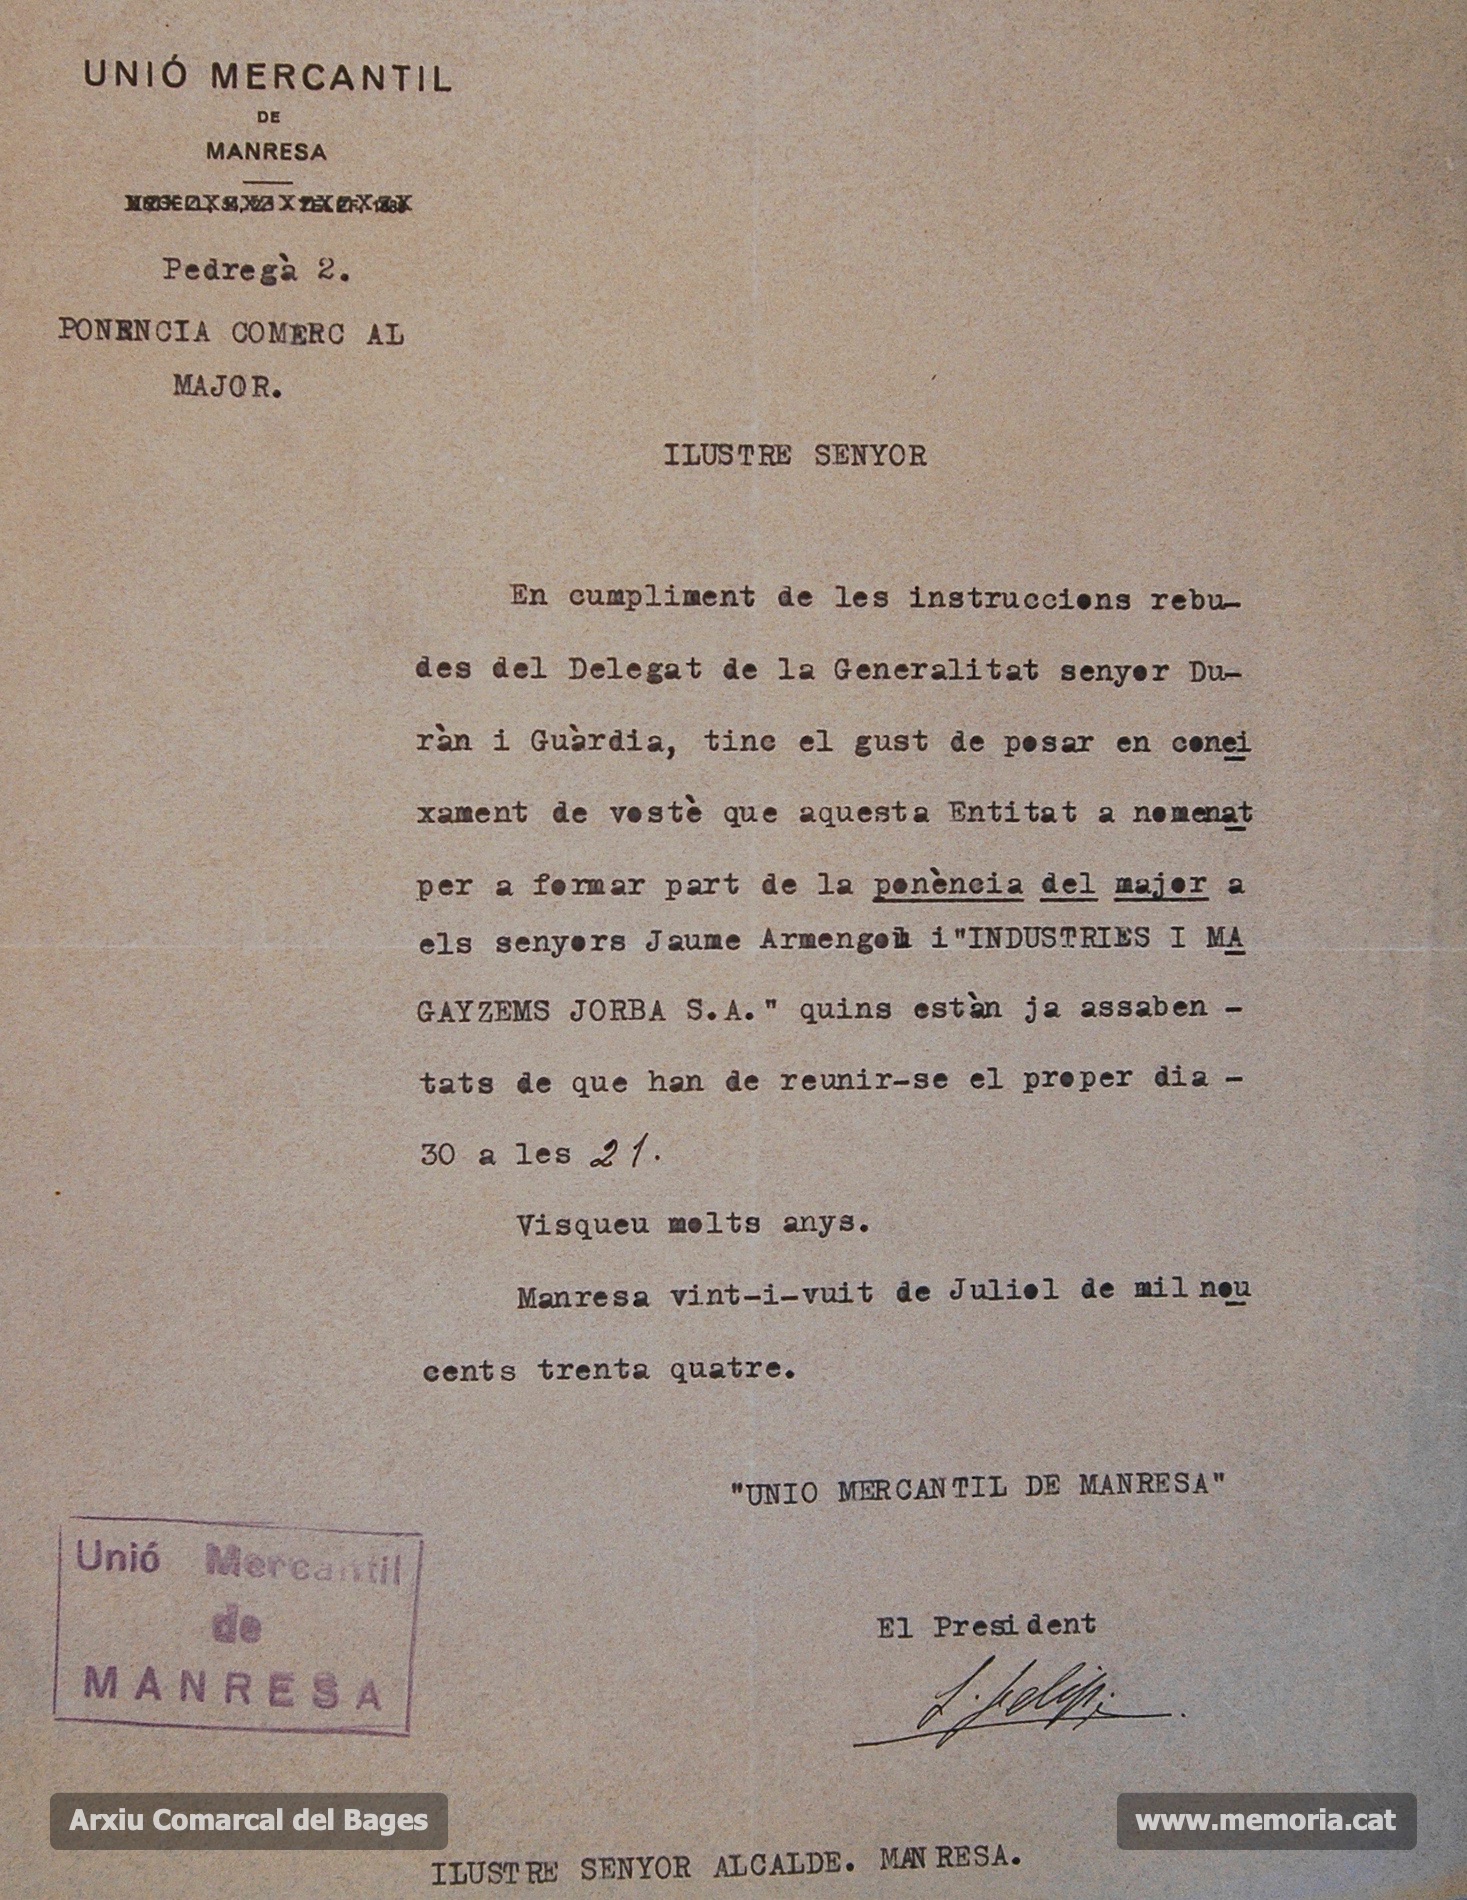 UNIÓ MERCANTIL
DE
MANRESA
Pedregà 2.
PONENCIA COMERC AL
MAJOR.
ILUSTRE SENYOR
En cumpliment de les instruccions rebu-
des del Delegat de la Generalitat senyor Du-
ràn i Guàrdia, tinc el gust de posar en conei
xament de vostè que aquesta Entitat a nomenat
per a formar part de la ponència del major a
els senyors Jaume Armengou i "INDUSTRIES I MA
GAYZEMS JORBA S.A." quins estàn ja assaben -
tats de que han de reunir-se el proper dia -
30 a les 21.
Visqueu molts anys.
Manresa vint-i-vuit de Juliol de mil nou
cents trenta quatre.
"UNIO MERCANTIL DE MANRESA"
Unió Mercantil
de
MANRESA
El President
Arxiu Comarcal del Bages
www.memoria.cat
ILUSTRE SENYOR ALCALDE. MANRESA.